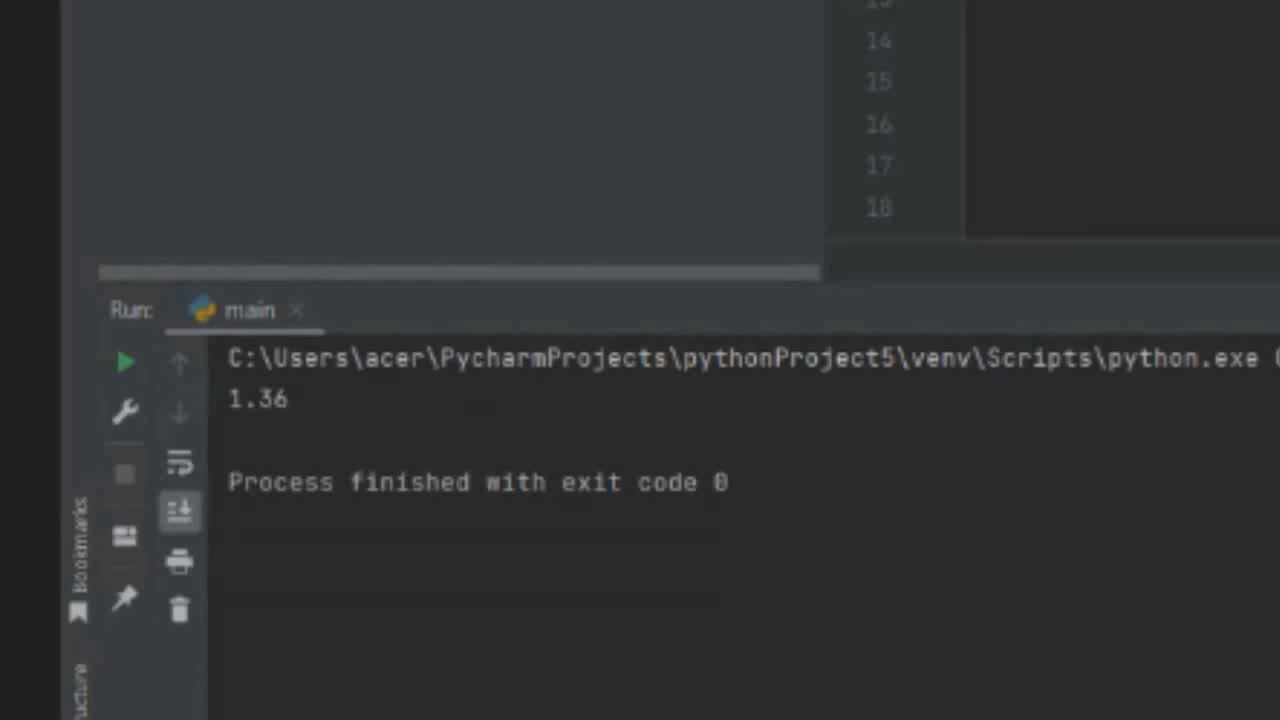 14
15
16
17
18
Run: main
C:\Users\acer\PycharmProjects\pythonProject5\venv\Scripts\python.exe
1.36
Process finished with exit code 0
Bookmarks